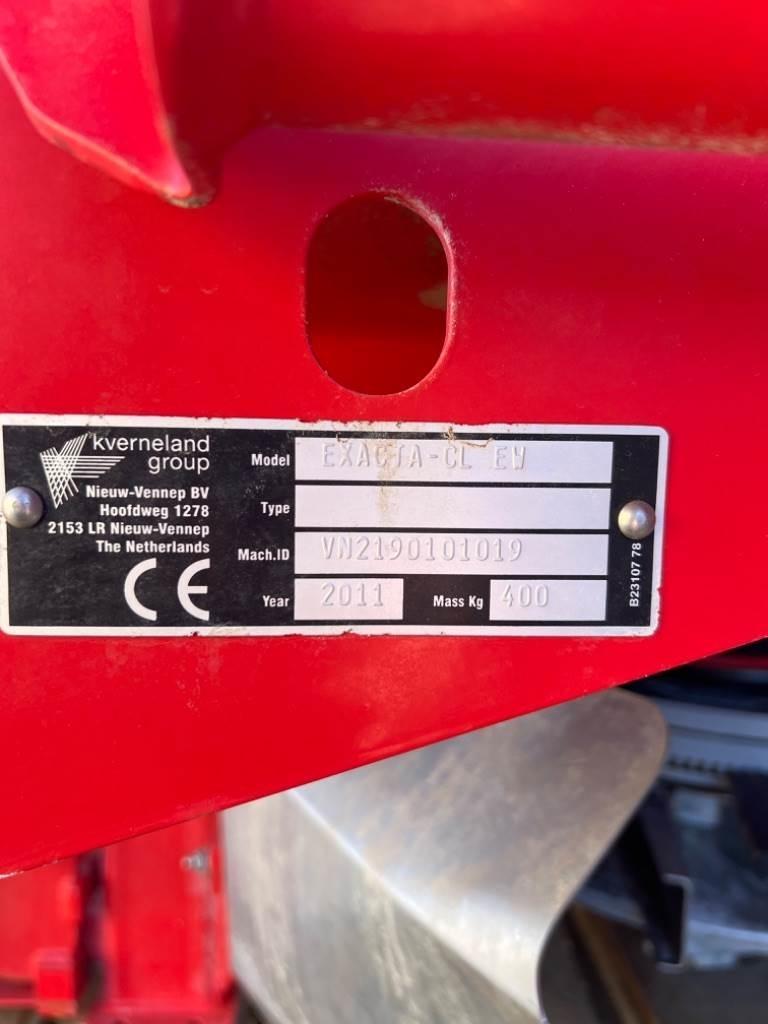 kverneland
group
Nieuw-Vennep BV
Hoofdweg 1278
2153 LR Nieuw-Vennep
The Netherlands
CE
Model EXACTA-CL EW
Type
Mach.ID VN2190101019
Year 2011 Mass Kg 400
B23107 78